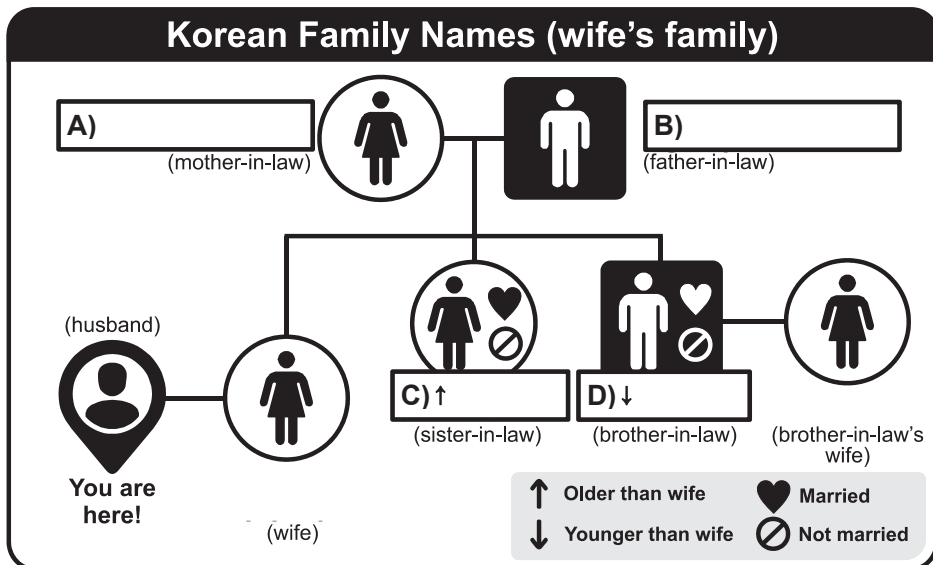 Korean Family Names (wife's family)
A)
B)
(mother-in-law)
(father-in-law)
(husband)
C)↑
D)↓
(sister-in-law)
(brother-in-law)
(brother-in-law's
wife)
You are
here!
(wife)
↑ Older than wife
♥ Married
↓ Younger than wife
Not married